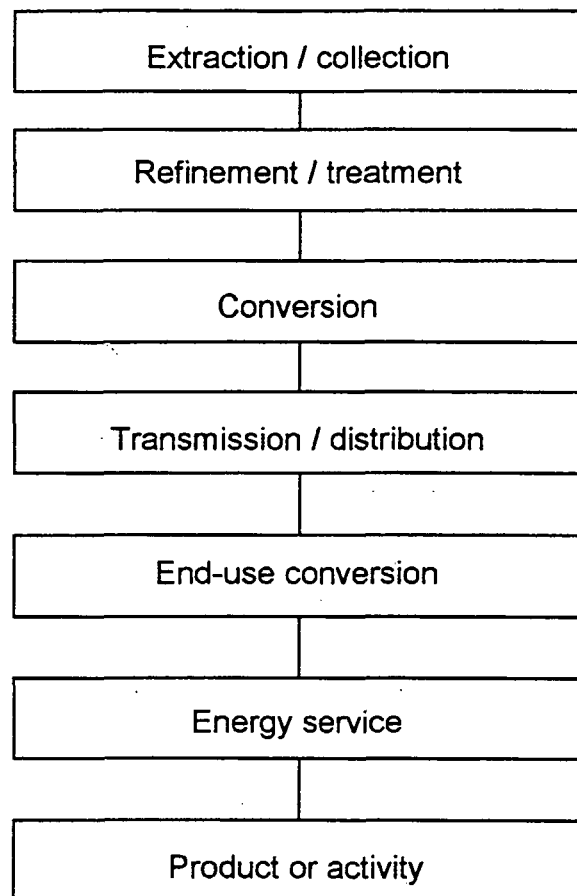 Extraction / collection
Refinement / treatment
Conversion
Transmission / distribution
End-use conversion
Energy service
Product or activity